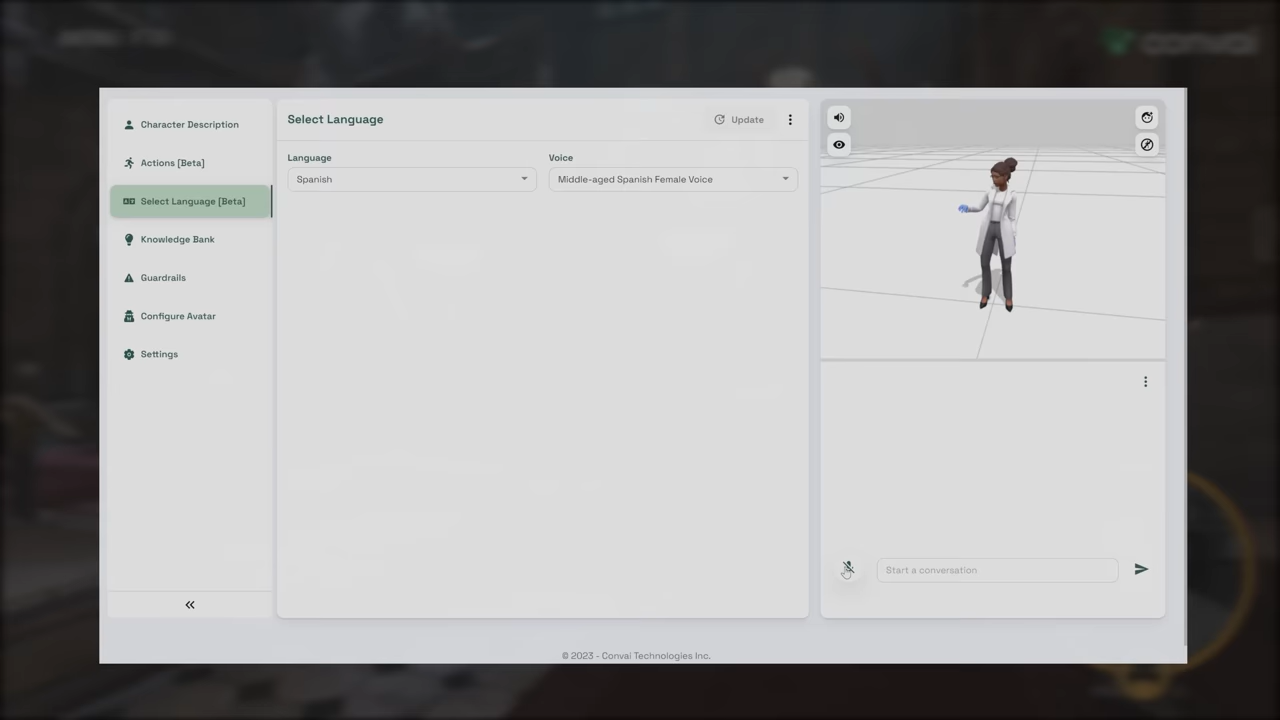 convai
Character Description
Actions [Beta]
Select Language [Beta]
Knowledge Bank
Guardrails
Configure Avatar
Settings
Select Language
Update
Language
Voice
Spanish
Middle-aged Spanish Female Voice
Start a conversation
© 2023 - Convai Technologies Inc.